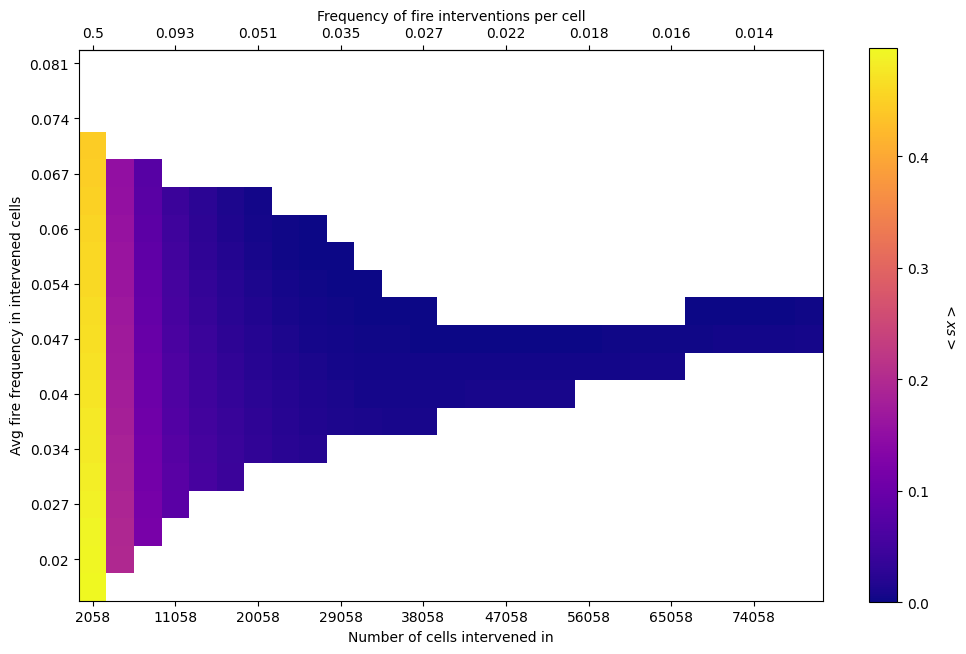 Frequency of fire interventions per cell
0.5 0.093 0.051 0.035 0.027 0.022 0.018 0.016 0.014
Avg fire frequency in intervened cells
0.081
0.074
0.067
0.06
0.054
0.047
0.04
0.034
0.027
0.02
2058 11058 20058 29058 38058 47058 56058 65058 74058
Number of cells intervened in
0.4
0.3
0.2
0.1
0.0
< sx >